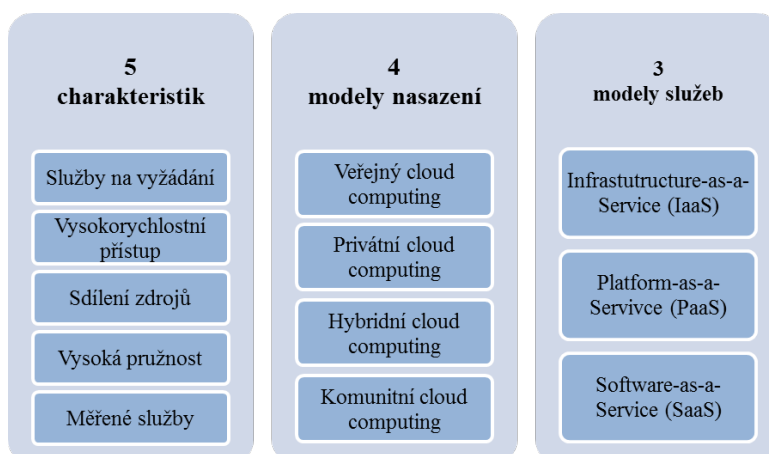 5
charakteristik
Služby na vyžádání
Vysokorychlostní
přístup
Sdílení zdrojů
Vysoká pružnost
Měřené služby
4
modely nasazení
Veřejný cloud
computing
Privátní cloud
computing
Hybridní cloud
computing
Komunitní cloud
computing
3
modely služeb
Infrastutructure-as-a-
Service (IaaS)
Platform-as-a-
Servivce (PaaS)
Software-as-a-
Service (SaaS)